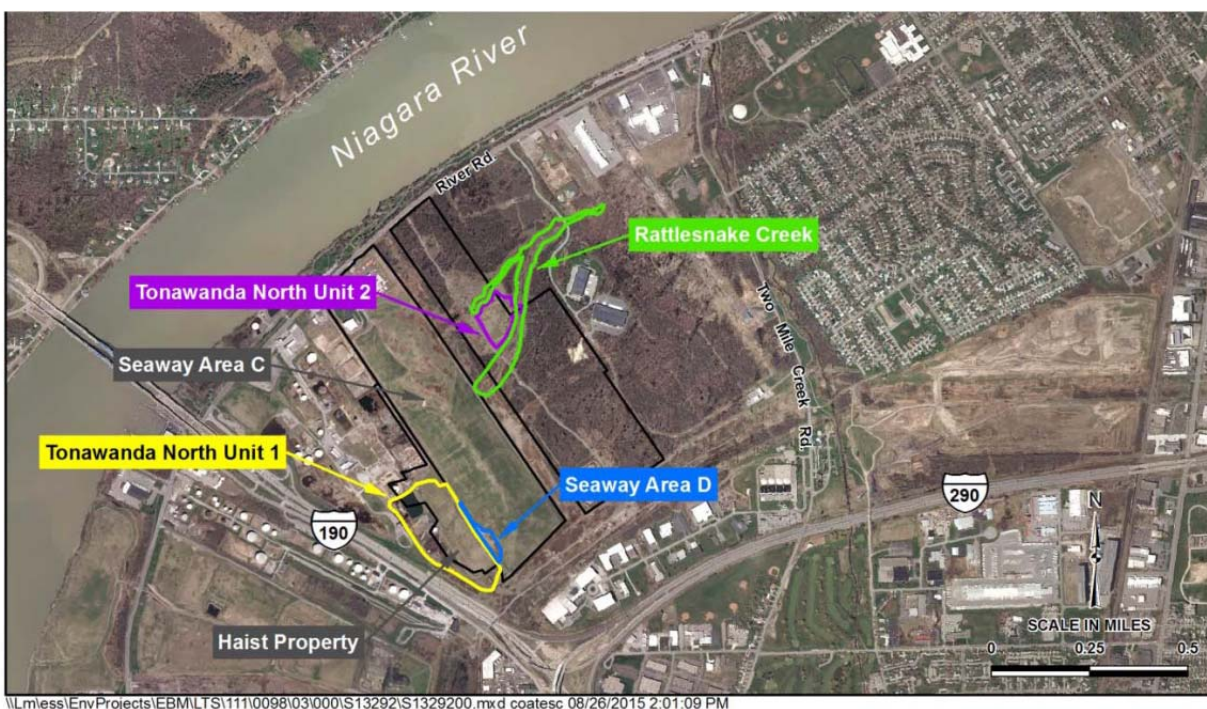 Niagara River
River Rd.
Rattlesnake Creek
Tonawanda North Unit 2
Two Mile Creek Rd.
Seaway Area C
Tonawanda North Unit 1
Seaway Area D
290
190
N
Haist Property
SCALE IN MILES
0 0.25 0.5
\\Lm\ess\EnvProjects\EBM\LTS\111\0098\03\000\S13292\S1329200.mxd coatesc 08/26/2015 2:01:09 PM